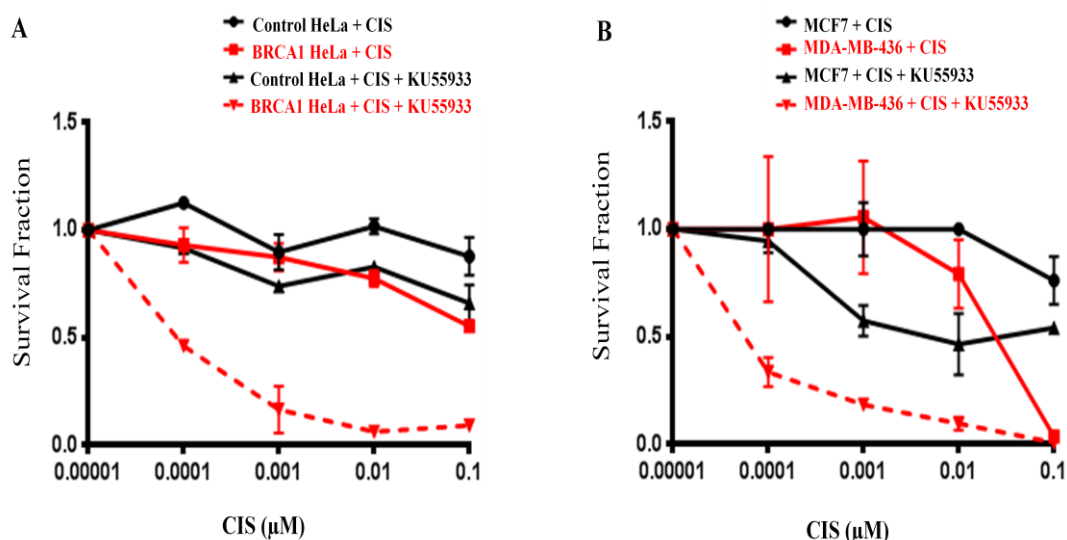 A
Control HeLa + CIS
BRCA1 HeLa + CIS
Control HeLa + CIS + KU55933
BRCA1 HeLa + CIS + KU55933
Survival Fraction
1.5
1.0
0.5
0.0
0.00001 0.0001 0.001 0.01 0.1
CIS (µM)
B
MCF7 + CIS
MDA-MB-436 + CIS
MCF7 + CIS + KU55933
MDA-MB-436 + CIS + KU55933
Survival Fraction
1.5
1.0
0.5
0.0
0.00001 0.0001 0.001 0.01 0.1
CIS (µM)